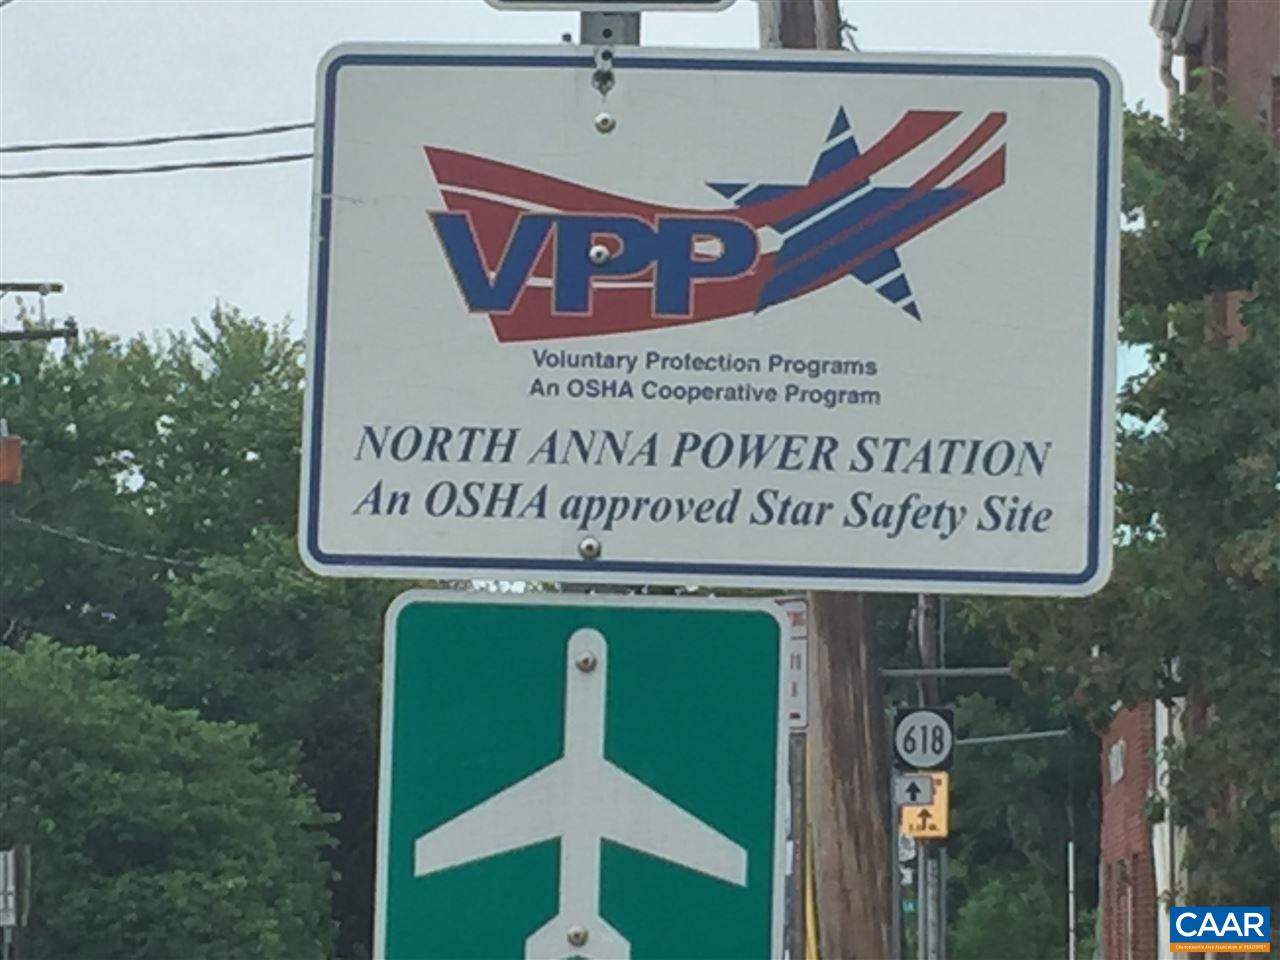 VPP
Voluntary Protection Programs
An OSHA Cooperative Program
NORTH ANNA POWER STATION
An OSHA approved Star Safety Site
618
CAAR